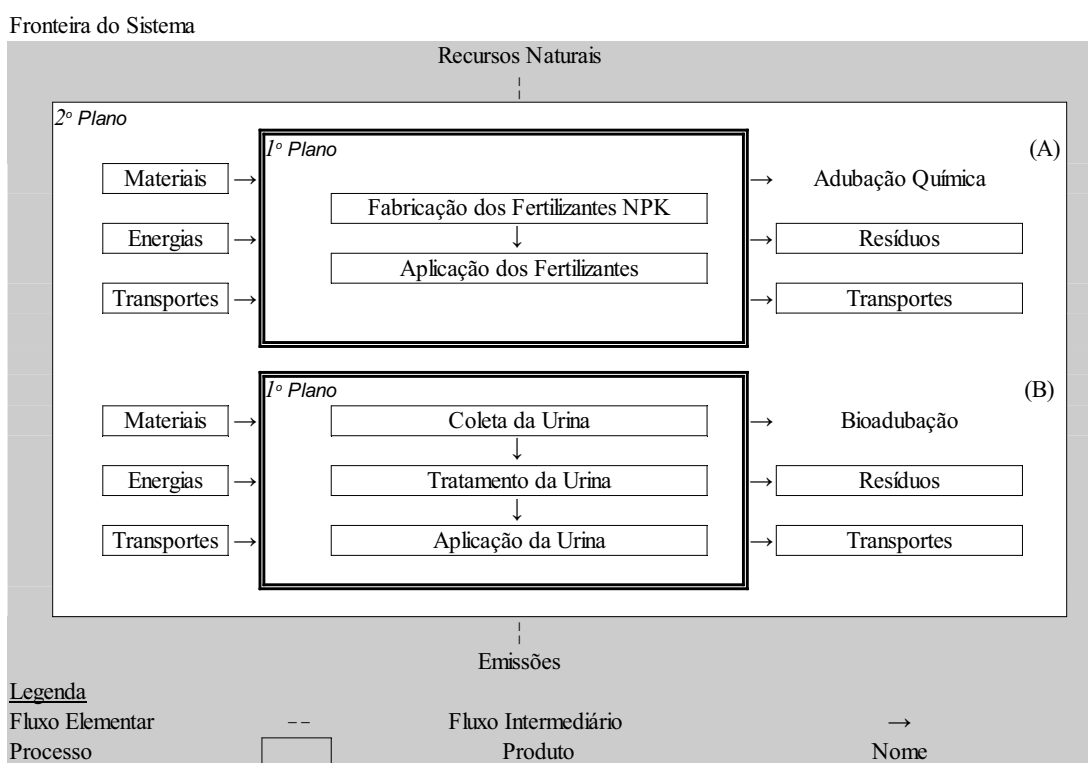 Fronteira do Sistema
Recursos Naturais
2º Plano
1º Plano
(A)
Materiais → → Adubação Química
Fabricação dos Fertilizantes NPK
Energias → ↓ → Resíduos
Aplicação dos Fertilizantes
Transportes → → Transportes
1º Plano
(B)
Materiais → Coleta da Urina → Bioadubação
↓
Energias → Tratamento da Urina → Resíduos
↓
Transportes → Aplicação da Urina → Transportes
Emissões
Legenda
Fluxo Elementar -- Fluxo Intermediário →
Processo Produto Nome